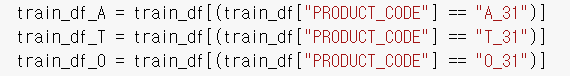 train_df_A = train_df[(train_df["PRODUCT_CODE"] == "A_31")]
train_df_T = train_df[(train_df["PRODUCT_CODE"] == "T_31")]
train_df_O = train_df[(train_df["PRODUCT_CODE"] == "O_31")]